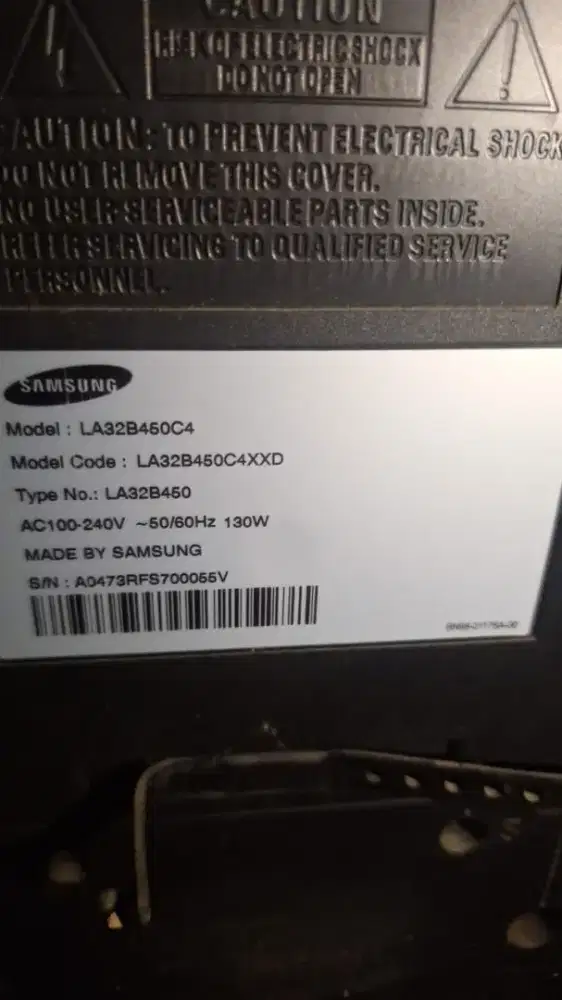 CAUTION
RISK OF ELECTRIC SHOCK
DO NOT OPEN
CAUTION: TO PREVENT ELECTRICAL SHOCK
DO NOT REMOVE THIS COVER.
NO USER SERVICEABLE PARTS INSIDE.
REFER SERVICING TO QUALIFIED SERVICE
PERSONNEL.
SAMSUNG
Model : LA32B450C4
Model Code : LA32B450C4XXD
Type No.: LA32B450
AC100-240V ~50/60Hz 130W
MADE BY SAMSUNG
S/N : A0473RFS700055V